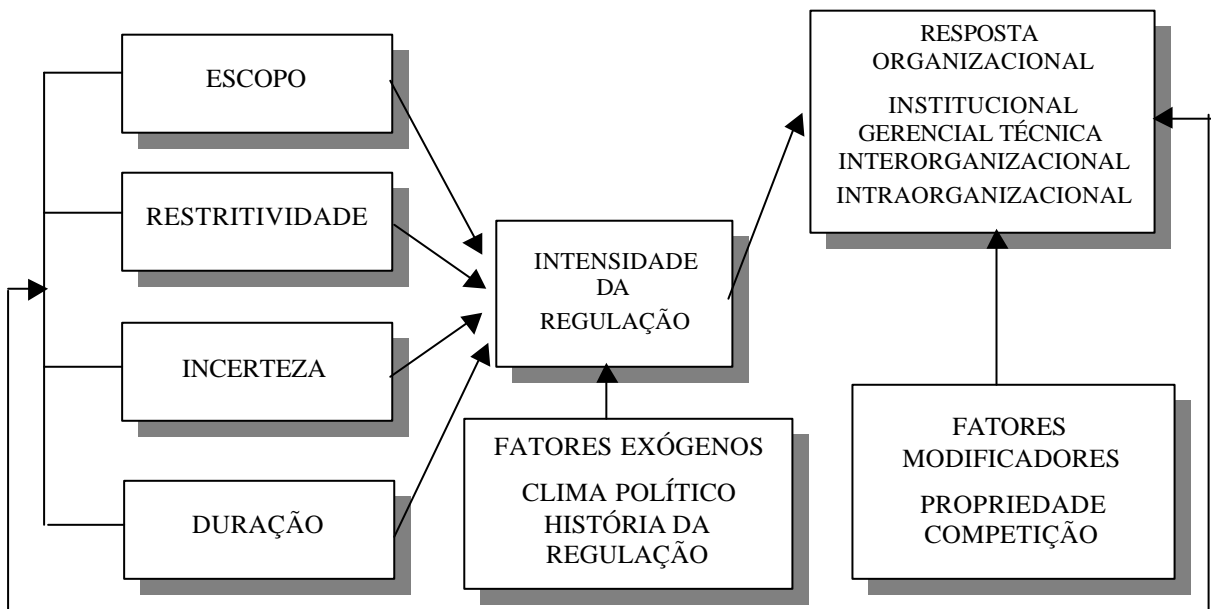 ESCOPO
RESTRITIVIDADE
INCERTEZA
DURAÇÃO
INTENSIDADE
DA
REGULAÇÃO
FATORES EXÓGENOS
CLIMA POLÍTICO
HISTÓRIA DA
REGULAÇÃO
RESPOSTA
ORGANIZACIONAL
INSTITUCIONAL
GERENCIAL TÉCNICA
INTERORGANIZACIONAL
INTRAORGANIZACIONAL
FATORES
MODIFICADORES
PROPRIEDADE
COMPETIÇÃO